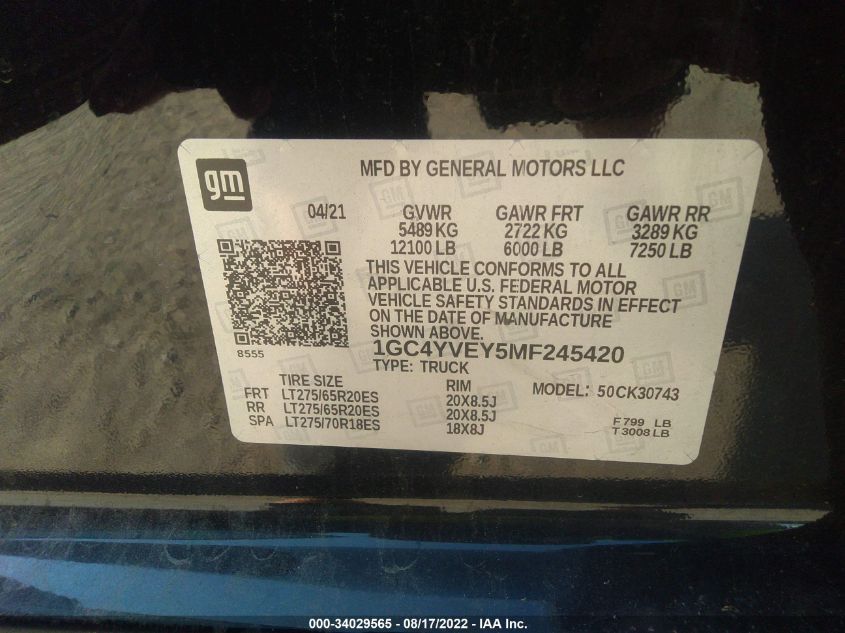 gm
MFD BY GENERAL MOTORS LLC
04/21 GVWR GAWR FRT GAWR RR
5489 KG 2722 KG 3289 KG
12100 LB 6000 LB 7250 LB
THIS VEHICLE CONFORMS TO ALL
APPLICABLE U.S. FEDERAL MOTOR
VEHICLE SAFETY STANDARDS IN EFFECT
ON THE DATE OF MANUFACTURE
SHOWN ABOVE.
8555
1GC4YVEY5MF245420
TYPE: TRUCK
TIRE SIZE RIM MODEL: 50CK30743
FRT LT275/65R20ES 20X8.5J
RR LT275/65R20ES 20X8.5J
SPA LT275/70R18ES 18X8J
F 799 LB
T 3008 LB
000-34029565 - 08/17/2022 - IAA Inc.